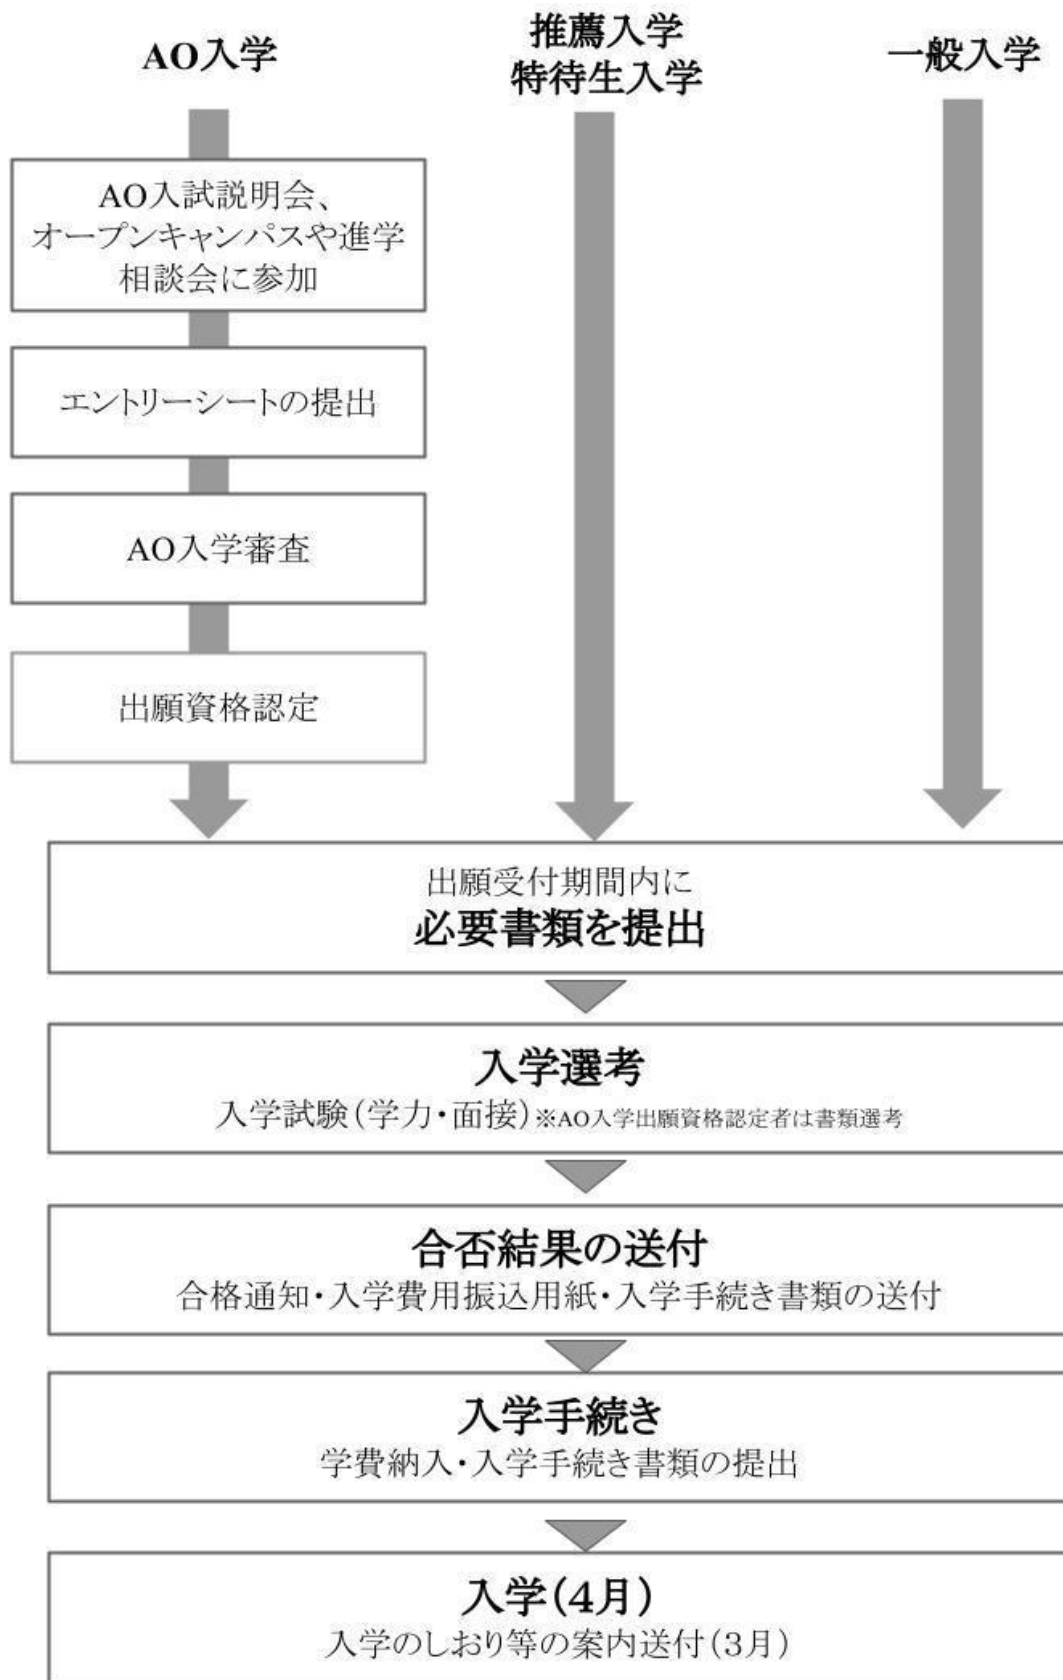 AO入学
推薦入学
特待生入学
一般入学
AO入試説明会、
オープンキャンパスや進学
相談会に参加
エントリーシートの提出
AO入学審査
出願資格認定
出願受付期間内に
必要書類を提出
入学選考
入学試験(学力・面接)※AO入学出願資格認定者は書類選考
合否結果の送付
合格通知・入学費用振込用紙・入学手続き書類の送付
入学手続き
学費納入・入学手続き書類の提出
入学(4月)
入学のしおり等の案内送付(3月)